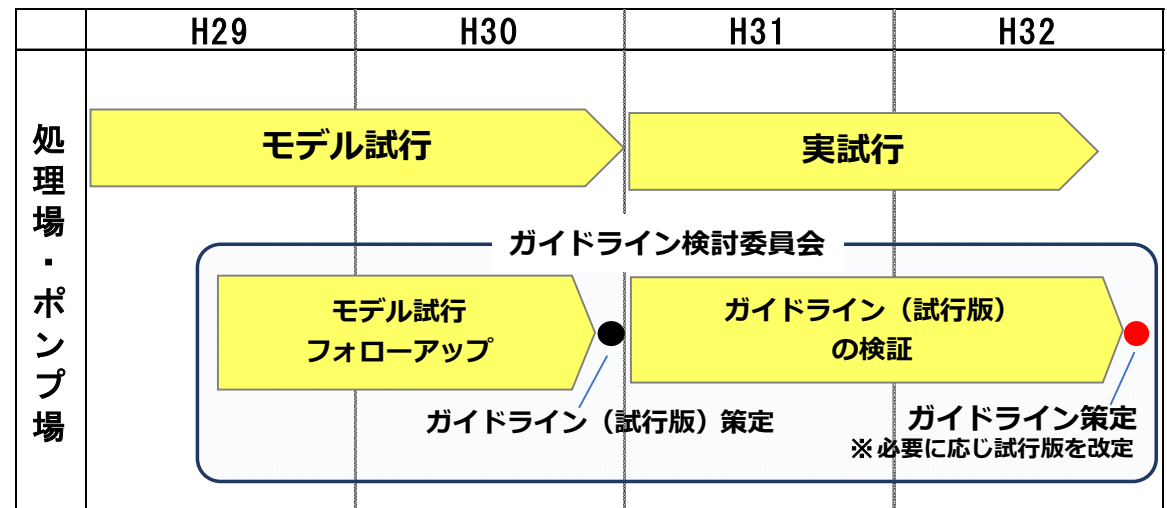 H29 H30 H31 H32
処理場・ポンプ場
モデル試行
実試行
ガイドライン検討委員会
モデル試行
フォローアップ
ガイドライン（試行版）
の検証
ガイドライン（試行版）策定
ガイドライン策定
※必要に応じ試行版を改定